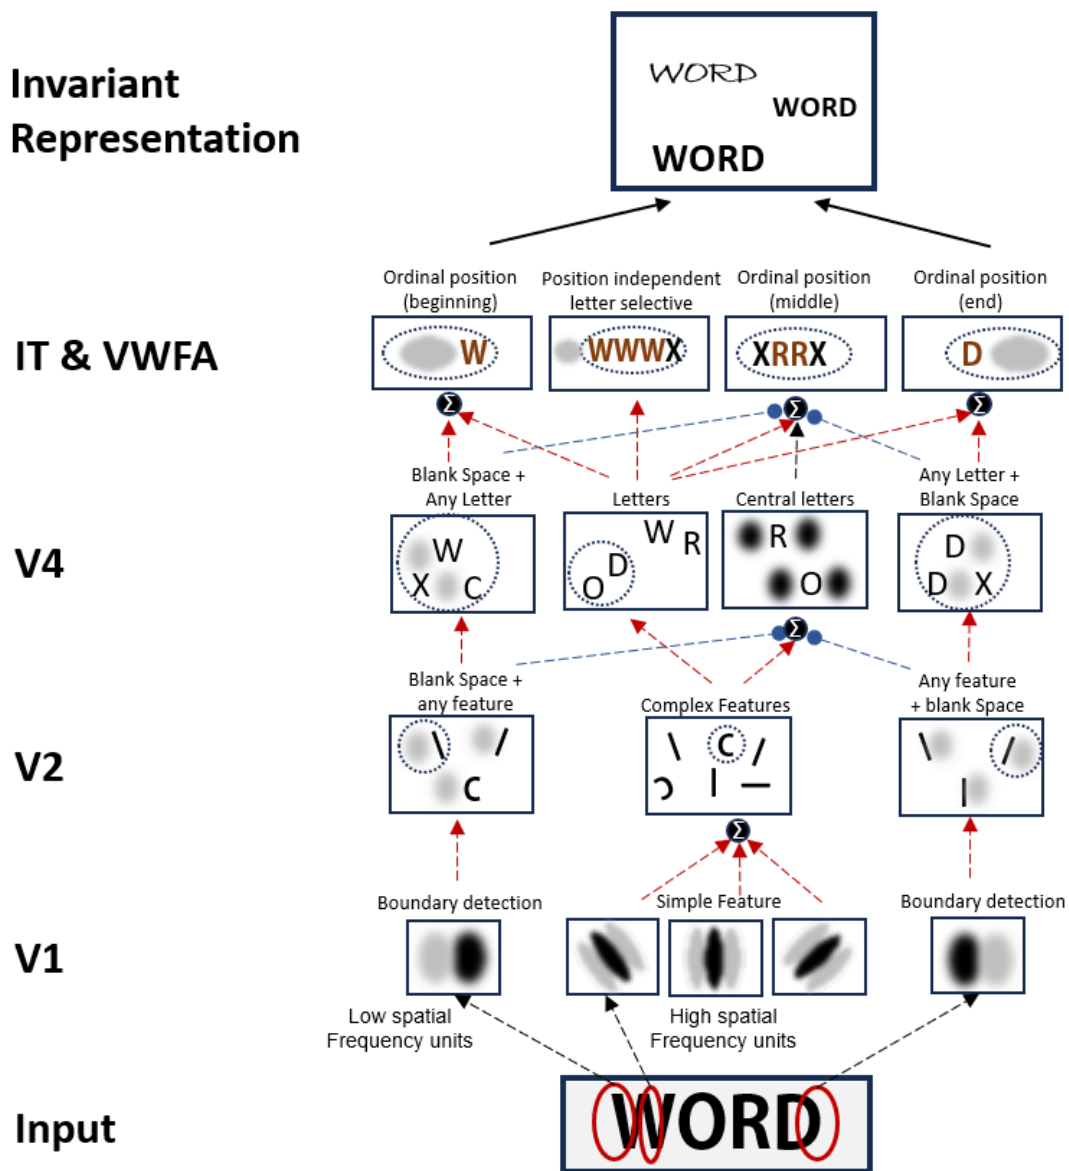 Invariant
Representation
WORD
WORD
WORD
Ordinal position
(beginning)
Position independent
letter selective
Ordinal position
(middle)
Ordinal position
(end)
IT & VWFA
W
WWWX
XRRX
D
Σ
Σ
Σ
Blank Space +
Any Letter
Letters
Central letters
Any Letter +
Blank Space
V4
W
X
C
W
R
D
O
R
O
D
D
X
Σ
Blank Space +
any feature
Complex Features
Any feature
+ blank Space
V2
C
C
Σ
Boundary detection
Simple Feature
Boundary detection
V1
Low spatial
Frequency units
High spatial
Frequency units
Input
WORD